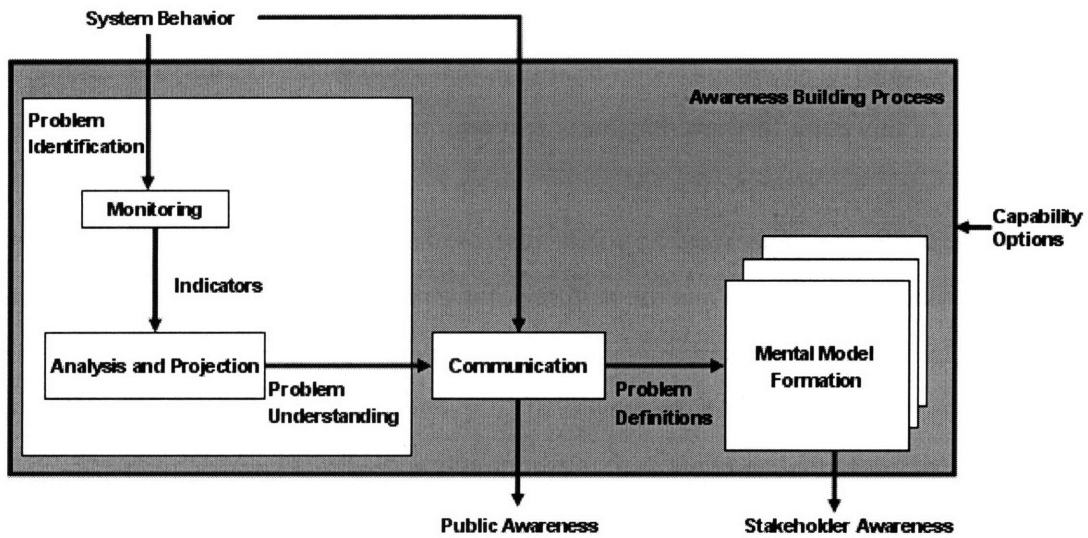 System Behavior
Awareness Building Process
Problem
Identification
Monitoring
Capability
Options
Indicators
Analysis and Projection
Communication
Mental Model
Formation
Problem
Understanding
Problem
Definitions
Public Awareness
Stakeholder Awareness